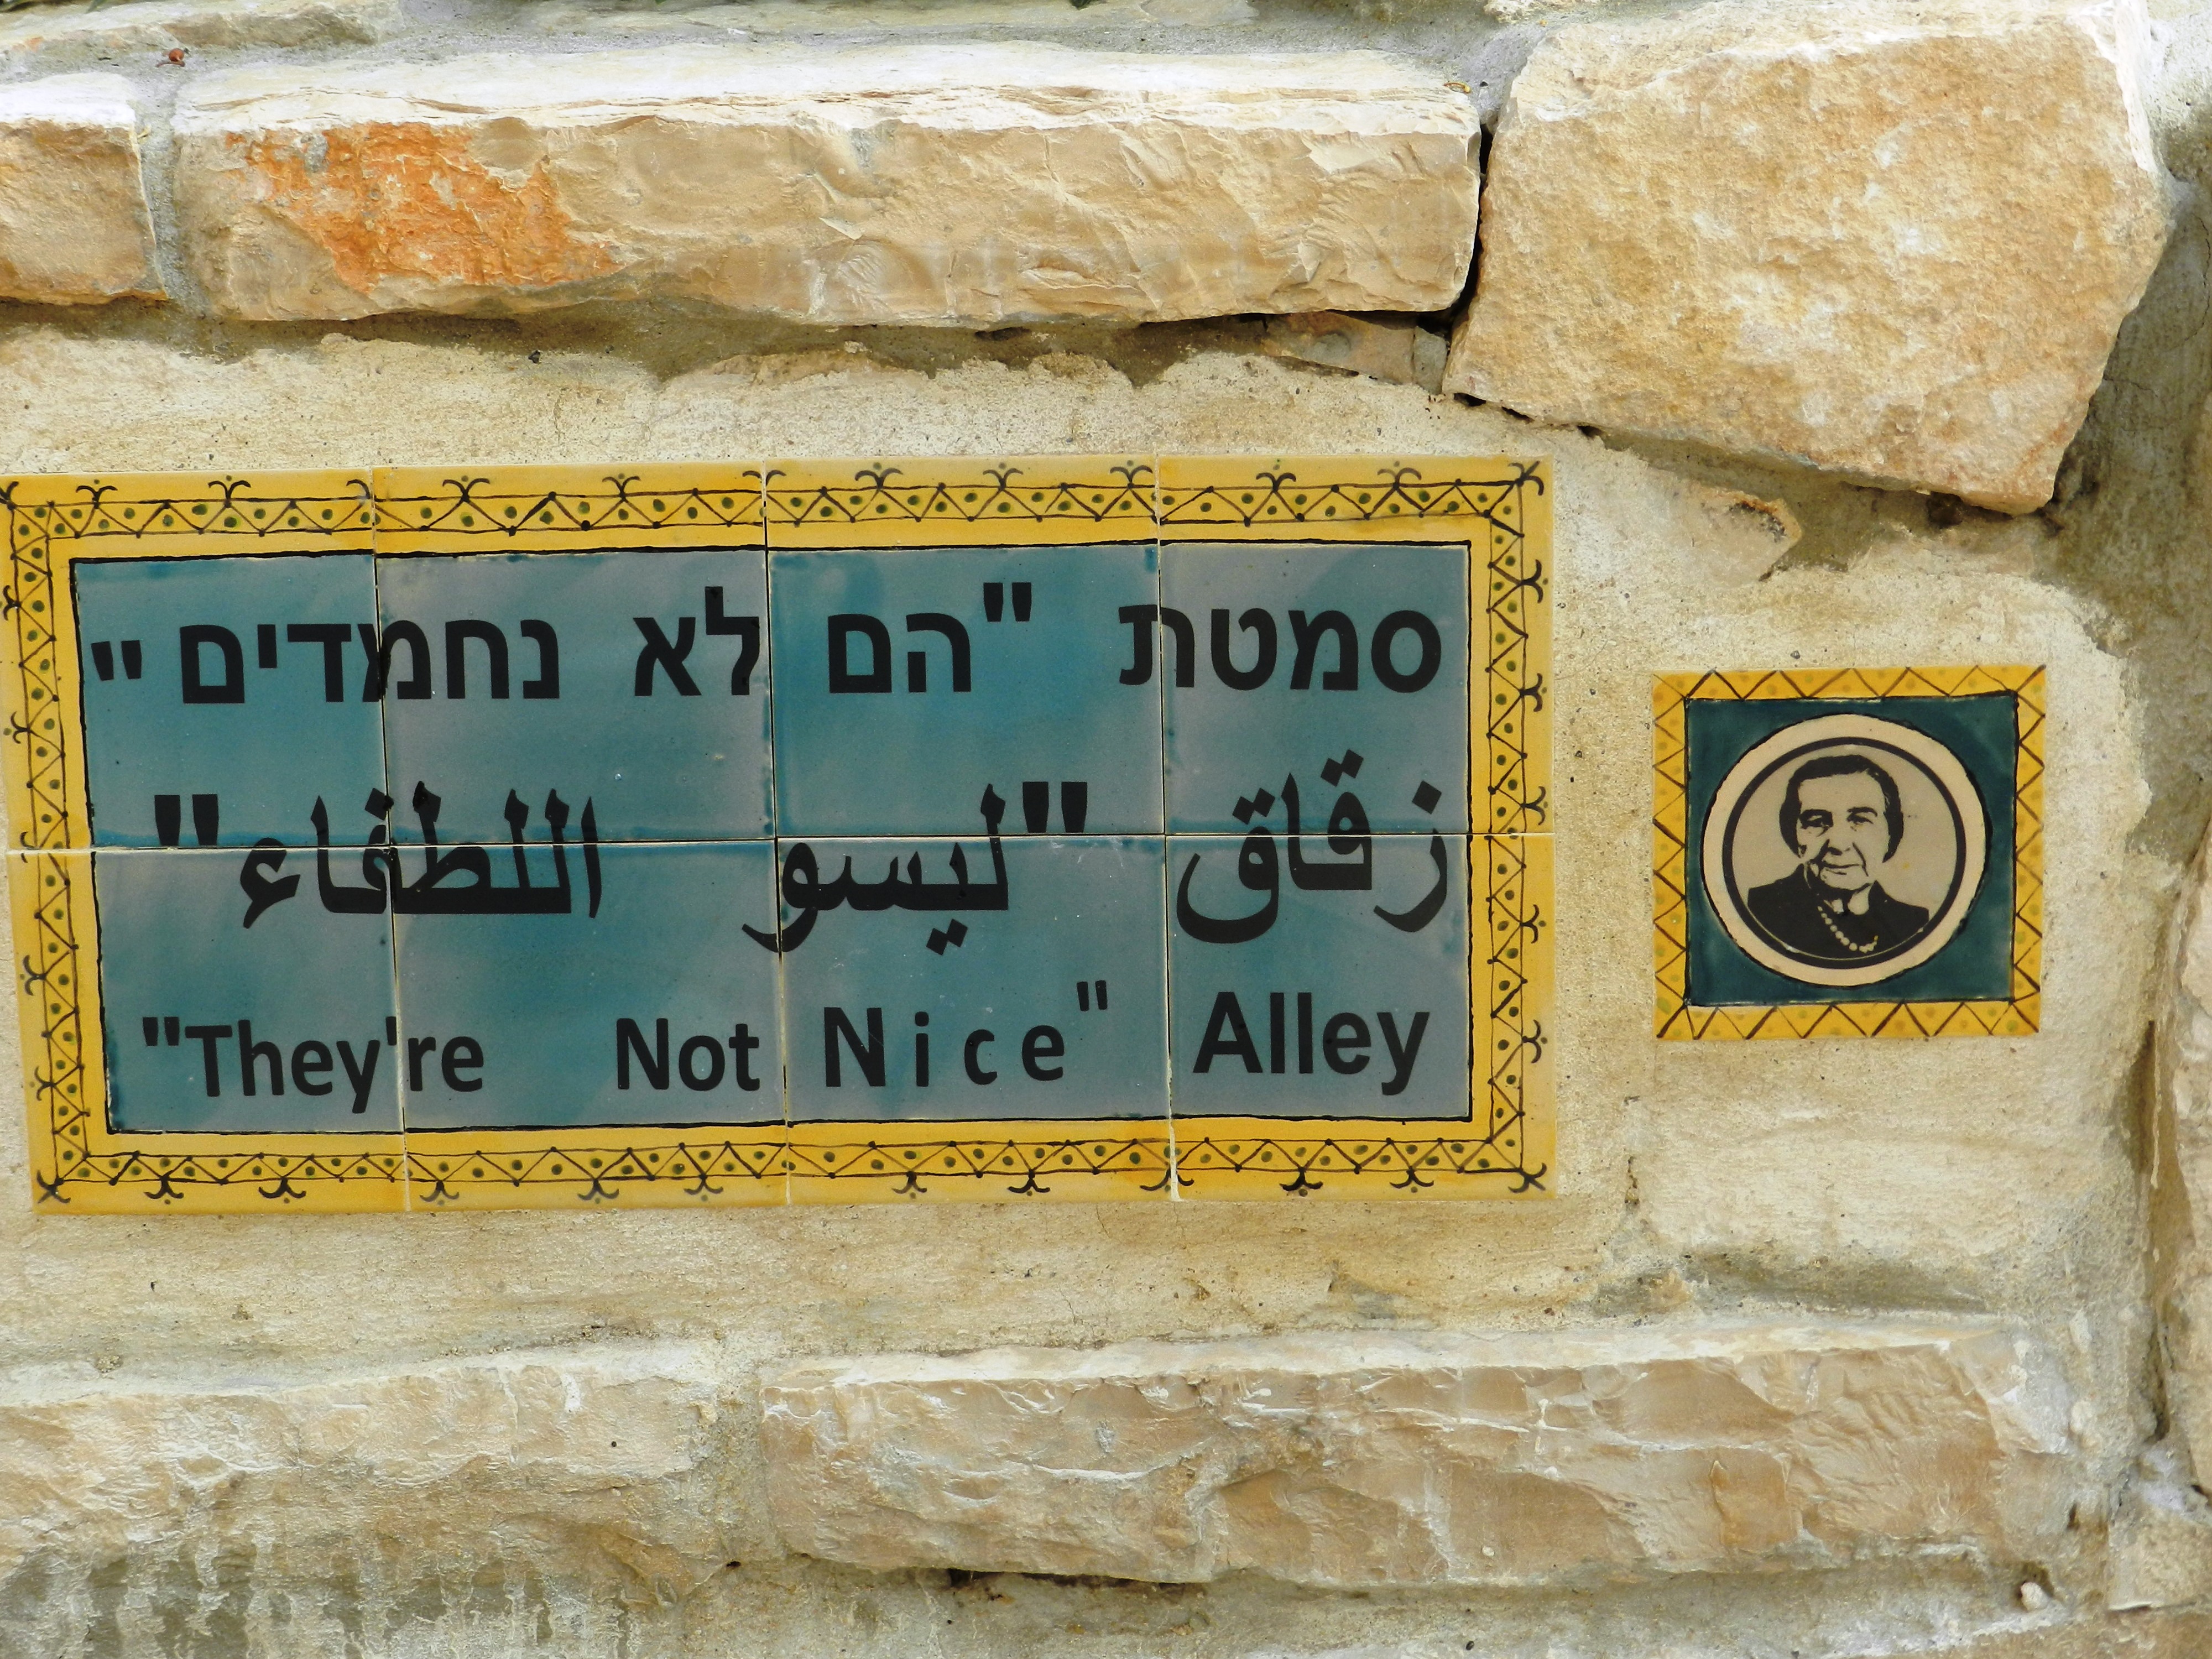 סמטת "הם לא נחמדים"
زقاق "ليسو اللطفاء"
"They're Not Nice" Alley